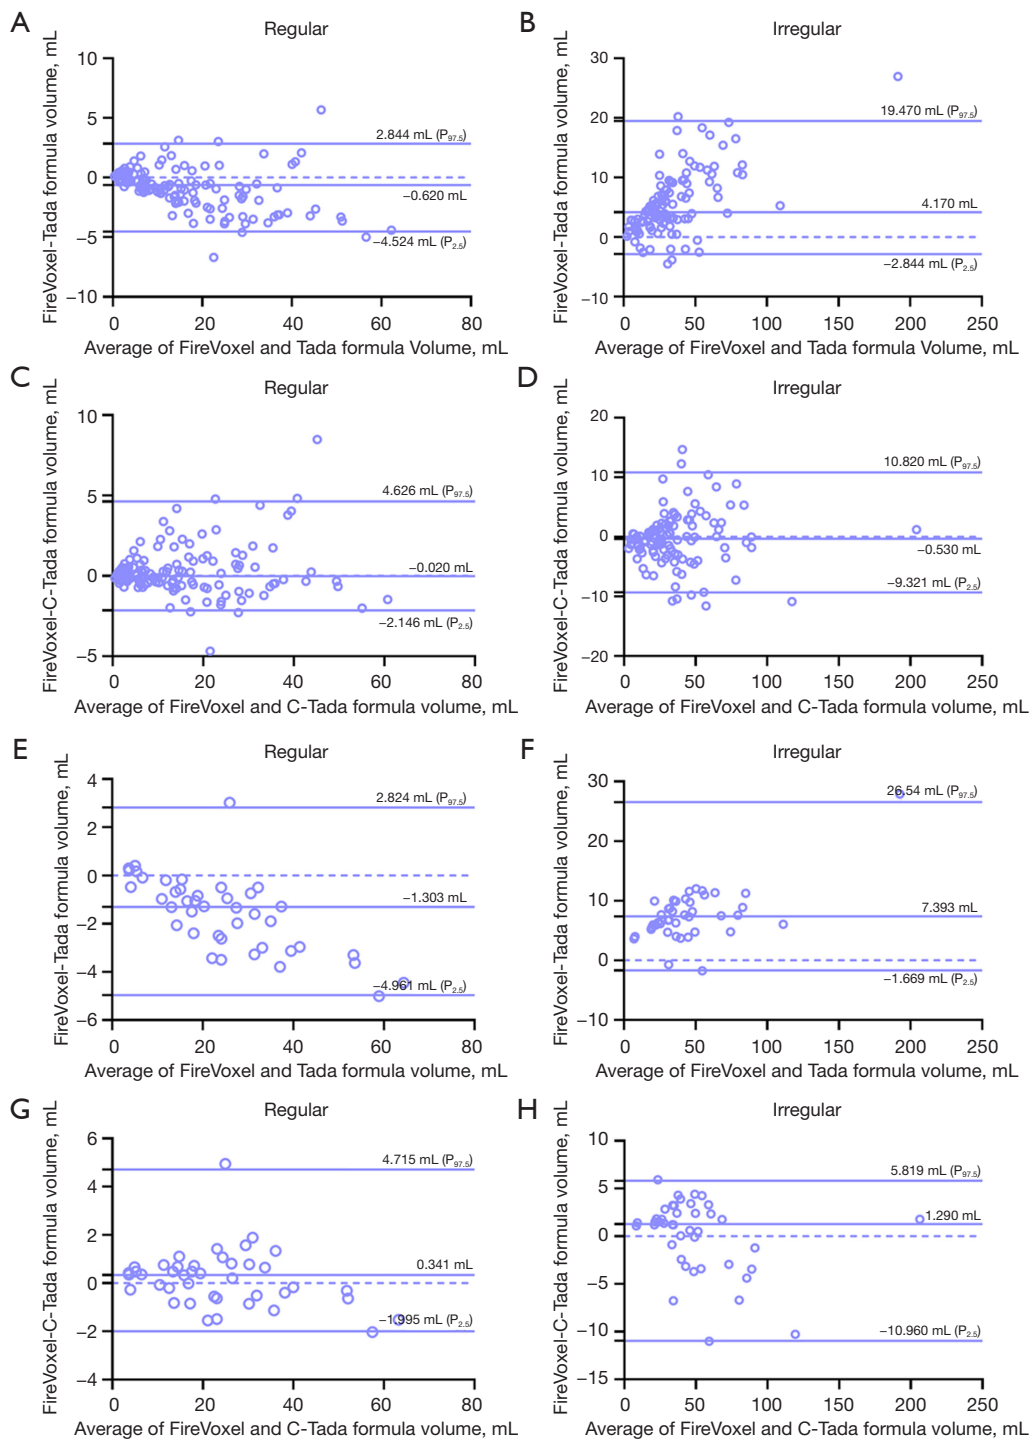 A
Regular
FireVoxel-Tada formula volume, mL
10
5
0
−5
−10
2.844 mL (P97.5)
−0.620 mL
−4.524 mL (P2.5)
0 20 40 60 80
Average of FireVoxel and Tada formula Volume, mL
B
Irregular
FireVoxel-Tada formula volume, mL
30
20
10
0
−10
19.470 mL (P97.5)
4.170 mL
−2.844 mL (P2.5)
0 50 100 150 200 250
Average of FireVoxel and Tada formula Volume, mL
C
Regular
FireVoxel-C-Tada formula volume, mL
10
5
0
−5
4.626 mL (P97.5)
−0.020 mL
−2.146 mL (P2.5)
0 20 40 60 80
Average of FireVoxel and C-Tada formula volume, mL
D
Irregular
FireVoxel-C-Tada formula volume, mL
20
10
0
−10
−20
10.820 mL (P97.5)
−0.530 mL
−9.321 mL (P2.5)
0 50 100 150 200 250
Average of FireVoxel and C-Tada formula volume, mL
E
Regular
FireVoxel-Tada formula volume, mL
4
2
0
−2
−4
−6
2.824 mL (P97.5)
−1.303 mL
−4.961 mL (P2.5)
0 20 40 60 80
Average of FireVoxel and Tada formula volume, mL
F
Irregular
FireVoxel-Tada formula volume, mL
30
20
10
0
−10
26.54 mL (P97.5)
7.393 mL
−1.669 mL (P2.5)
0 50 100 150 200 250
Average of FireVoxel and Tada formula volume, mL
G
Regular
FireVoxel-C-Tada formula volume, mL
6
4
2
0
−2
−4
4.715 mL (P97.5)
0.341 mL
−1.995 mL (P2.5)
0 20 40 60 80
Average of FireVoxel and C-Tada formula volume, mL
H
Irregular
FireVoxel-C-Tada formula volume, mL
10
5
0
−5
−10
−15
5.819 mL (P97.5)
1.290 mL
−10.960 mL (P2.5)
0 50 100 150 200 250
Average of FireVoxel and C-Tada formula volume, mL